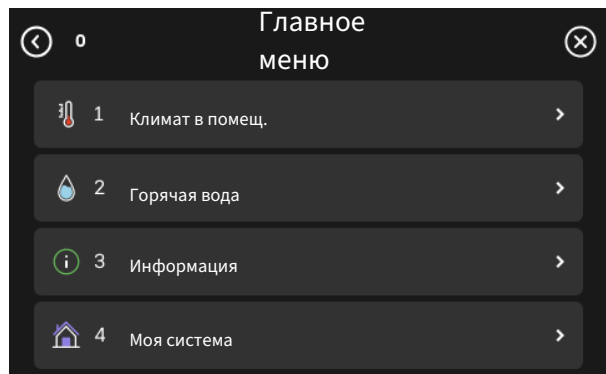 0
Главное
меню
1 Климат в помещ.
2 Горячая вода
3 Информация
4 Моя система